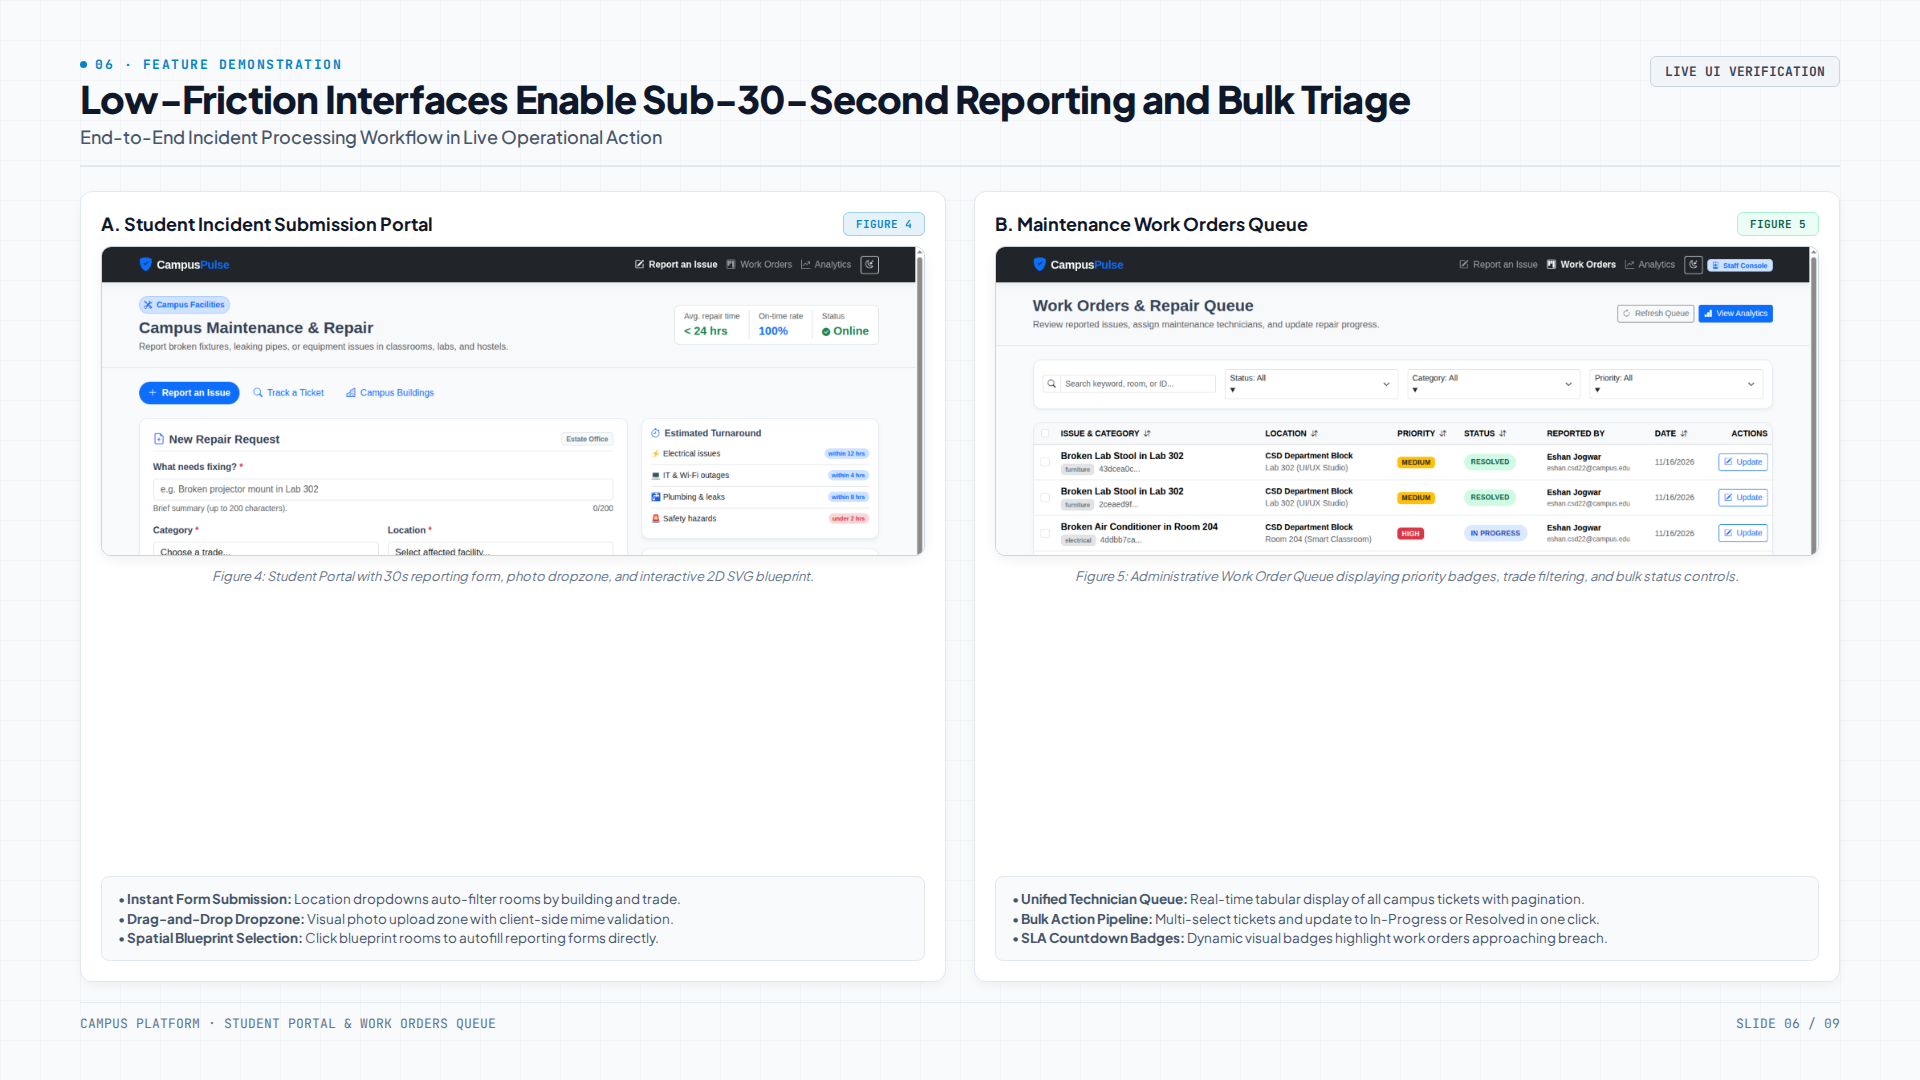 06 · FEATURE DEMONSTRATION
LIVE UI VERIFICATION
Low-Friction Interfaces Enable Sub-30-Second Reporting and Bulk Triage
End-to-End Incident Processing Workflow in Live Operational Action
A. Student Incident Submission Portal
FIGURE 4
CampusPulse
Report an Issue Work Orders Analytics
Campus Facilities
Campus Maintenance & Repair
Report broken fixtures, leaking pipes, or equipment issues in classrooms, labs, and hostels.
Avg. repair time On-time rate Status
< 24 hrs 100% Online
Report an Issue Track a Ticket Campus Buildings
New Repair Request Estate Office
What needs fixing? *
e.g. Broken projector mount in Lab 302
Brief summary (up to 200 characters). 0/200
Category * Location *
Choose a trade... Select affected facility...
Estimated Turnaround
Electrical issues within 12 hrs
IT & Wi-Fi outages within 4 hrs
Plumbing & leaks within 8 hrs
Safety hazards under 2 hrs
Figure 4: Student Portal with 30s reporting form, photo dropzone, and interactive 2D SVG blueprint.
• Instant Form Submission: Location dropdowns auto-filter rooms by building and trade.
• Drag-and-Drop Dropzone: Visual photo upload zone with client-side mime validation.
• Spatial Blueprint Selection: Click blueprint rooms to autofill reporting forms directly.
B. Maintenance Work Orders Queue
FIGURE 5
CampusPulse
Report an Issue Work Orders Analytics Staff Console
Work Orders & Repair Queue
Review reported issues, assign maintenance technicians, and update repair progress.
Refresh Queue View Analytics
Search keyword, room, or ID... Status: All Category: All Priority: All
ISSUE & CATEGORY LOCATION PRIORITY STATUS REPORTED BY DATE ACTIONS
Broken Lab Stool in Lab 302 CSD Department Block MEDIUM RESOLVED Eshan Jogwar 11/16/2026 Update
furniture 43dcea0c... Lab 302 (UI/UX Studio) eshan.csd22@campus.edu
Broken Lab Stool in Lab 302 CSD Department Block MEDIUM RESOLVED Eshan Jogwar 11/16/2026 Update
furniture 2ceaed9f... Lab 302 (UI/UX Studio) eshan.csd22@campus.edu
Broken Air Conditioner in Room 204 CSD Department Block HIGH IN PROGRESS Eshan Jogwar 11/16/2026 Update
electrical 4ddbb7ca... Room 204 (Smart Classroom) eshan.csd22@campus.edu
Figure 5: Administrative Work Order Queue displaying priority badges, trade filtering, and bulk status controls.
• Unified Technician Queue: Real-time tabular display of all campus tickets with pagination.
• Bulk Action Pipeline: Multi-select tickets and update to In-Progress or Resolved in one click.
• SLA Countdown Badges: Dynamic visual badges highlight work orders approaching breach.
CAMPUS PLATFORM · STUDENT PORTAL & WORK ORDERS QUEUE
SLIDE 06 / 09